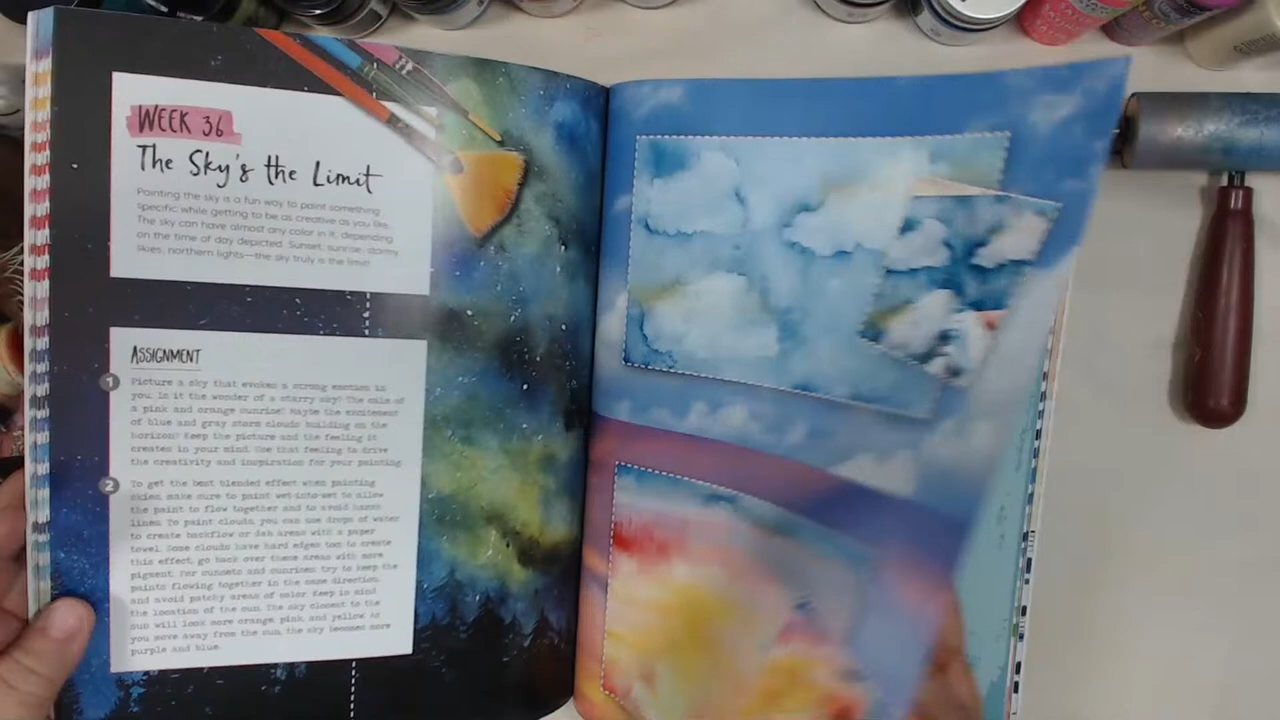 WEEK 36
The Sky's the Limit
Painting the sky is a fun way to paint something
specific while getting to be as creative as you like.
The sky can have almost any color in it, depending
on the time of day depicted. Sunset, sunrise, stormy
skies, northern lights—the sky truly is the limit!
ASSIGNMENT
1
Picture a sky that evokes a strong emotion in
you. Is it the wonder of a starry sky? The calm of
a pink and orange sunrise? Maybe the excitement
of blue and gray storm clouds building on the
horizon? Keep the picture and the feeling it
creates in your mind. Use that feeling to drive
the creativity and inspiration for your painting.
2
To get the best blended effect when painting
skies, make sure to paint wet-into-wet to allow
the paint to flow together and to avoid harsh
lines. To paint clouds, you can use drops of water
to create backflow or dab areas with a paper
towel. Some clouds have hard edges too; to create
this effect, go back over these areas with more
pigment. For sunsets and sunrises, try to keep the
paints flowing together in the same direction
and avoid patchy areas of color. Keep in mind
the location of the sun. The sky closest to the
sun will look more orange, pink, and yellow. As
you move away from the sun, the sky becomes more
purple and blue.